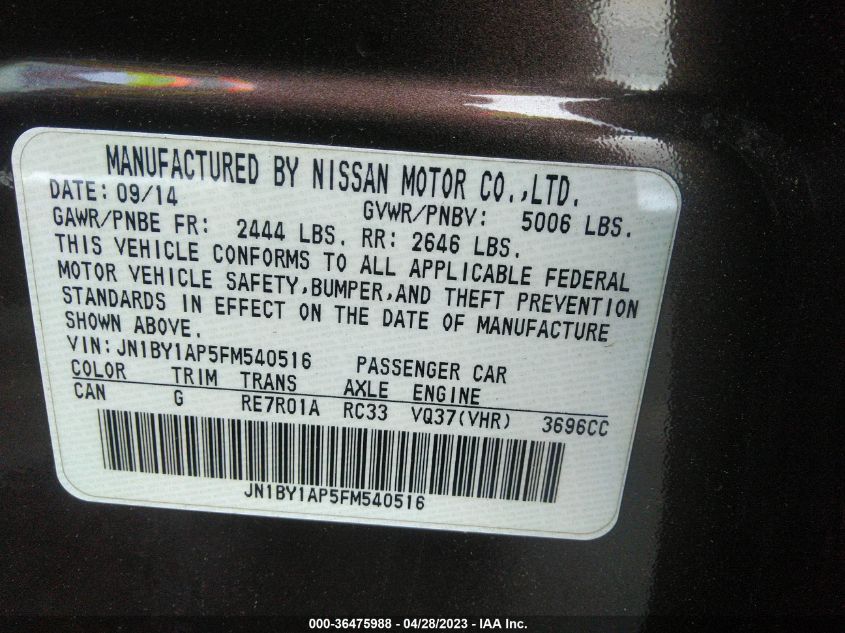 MANUFACTURED BY NISSAN MOTOR CO.,LTD.
DATE: 09/14 GVWR/PNBV: 5006 LBS.
GAWR/PNBE FR: 2444 LBS. RR: 2646 LBS.
THIS VEHICLE CONFORMS TO ALL APPLICABLE FEDERAL
MOTOR VEHICLE SAFETY,BUMPER,AND THEFT PREVENTION
STANDARDS IN EFFECT ON THE DATE OF MANUFACTURE
SHOWN ABOVE.
VIN: JN1BY1AP5FM540516 PASSENGER CAR
COLOR TRIM TRANS AXLE ENGINE
CAN G RE7R01A RC33 VQ37(VHR) 3696CC
JN1BY1AP5FM540516
000-36475988 - 04/28/2023 - IAA Inc.